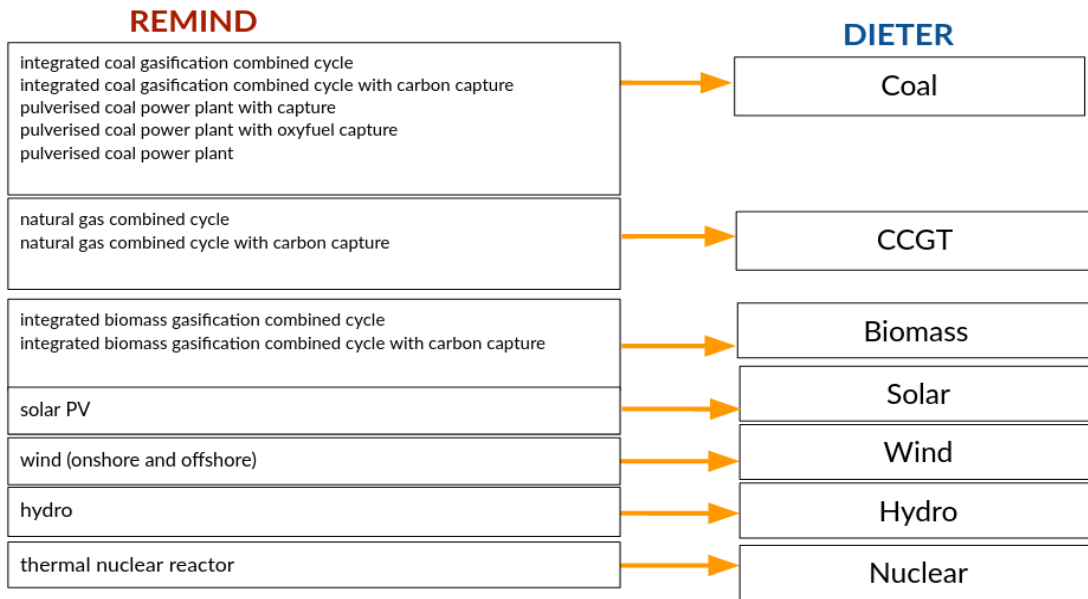 REMIND
DIETER
integrated coal gasification combined cycle
integrated coal gasification combined cycle with carbon capture
pulverised coal power plant with capture
pulverised coal power plant with oxyfuel capture
pulverised coal power plant
Coal
natural gas combined cycle
natural gas combined cycle with carbon capture
CCGT
integrated biomass gasification combined cycle
integrated biomass gasification combined cycle with carbon capture
Biomass
solar PV
Solar
wind (onshore and offshore)
Wind
hydro
Hydro
thermal nuclear reactor
Nuclear